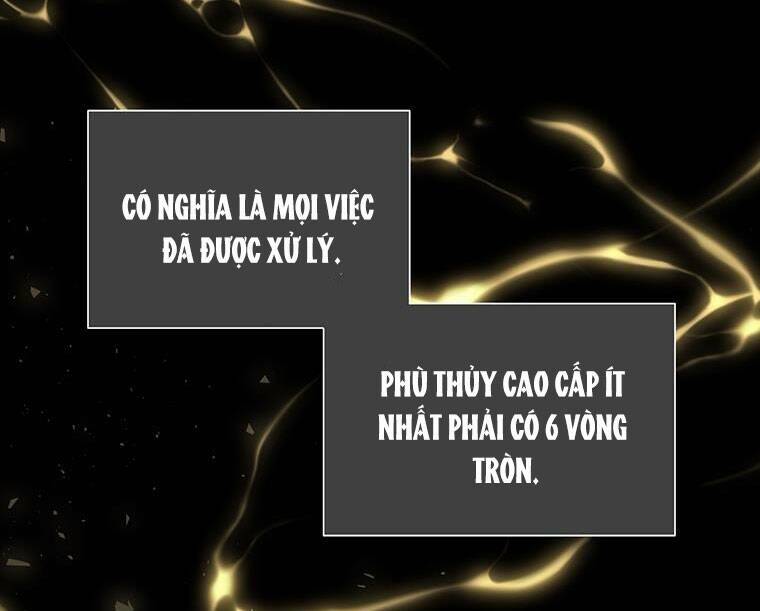 CÓ NGHĨA LÀ MỌI VIỆC
ĐÃ ĐƯỢC XỬ LÝ.
PHÙ THỦY CAO CẤP ÍT
NHẤT PHẢI CÓ 6 VÒNG
TRÒN.